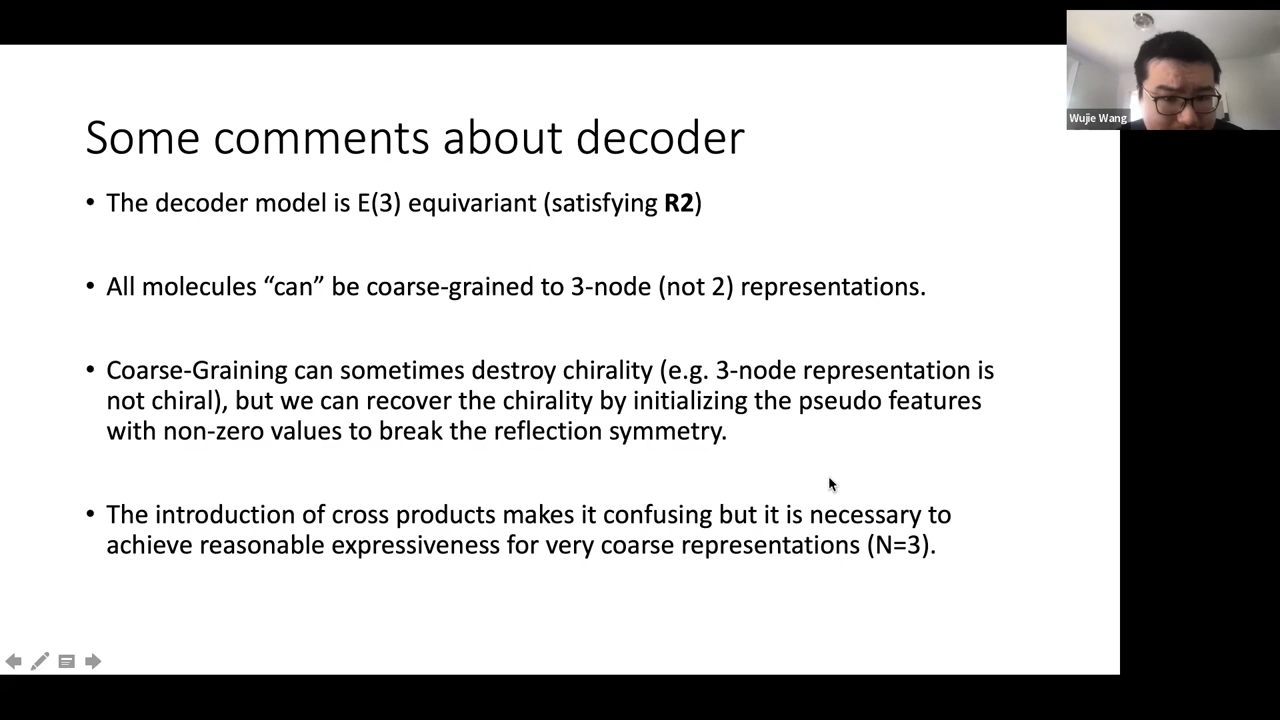 Some comments about decoder
• The decoder model is E(3) equivariant (satisfying R2)
• All molecules “can” be coarse-grained to 3-node (not 2) representations.
• Coarse-Graining can sometimes destroy chirality (e.g. 3-node representation is
not chiral), but we can recover the chirality by initializing the pseudo features
with non-zero values to break the reflection symmetry.
• The introduction of cross products makes it confusing but it is necessary to
achieve reasonable expressiveness for very coarse representations (N=3).
Wujie Wang